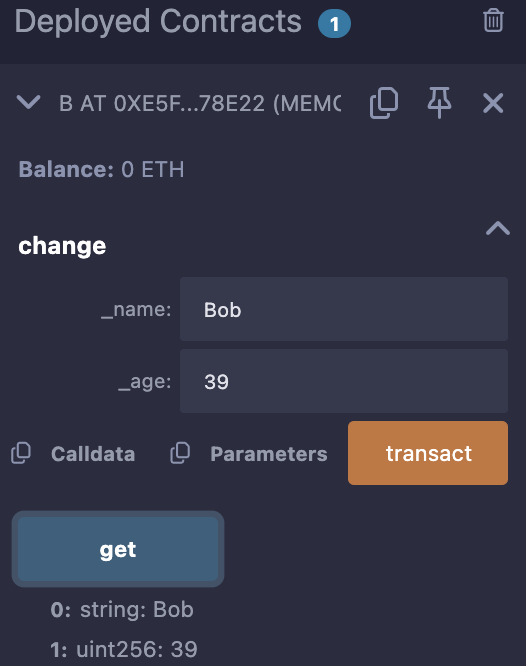 Deployed Contracts 1
B AT 0XE5F...78E22 (MEMO
Balance: 0 ETH
change
_name: Bob
_age: 39
Calldata Parameters transact
get
0: string: Bob
1: uint256: 39